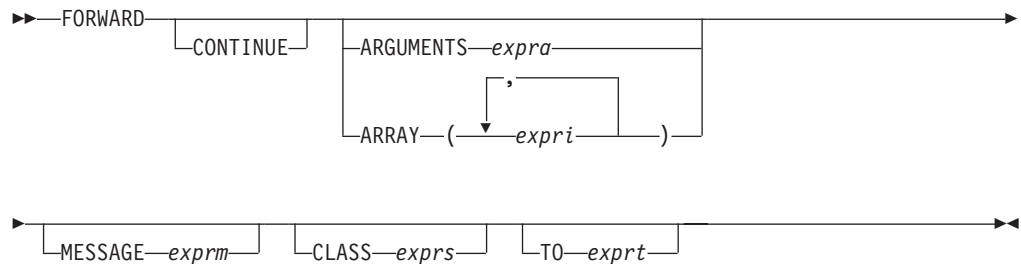 FORWARD
CONTINUE ARGUMENTS expra
,
ARRAY ( expri )
MESSAGE exprm CLASS exprs TO exprt